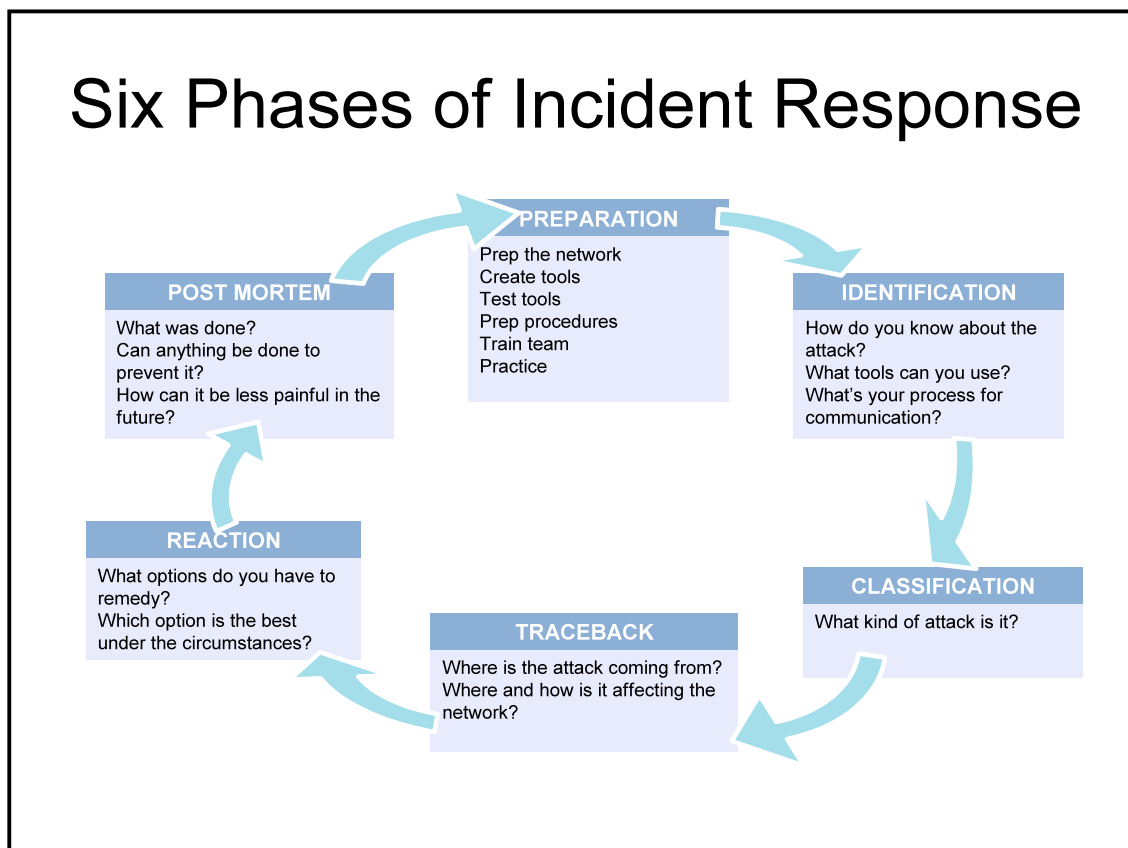 Six Phases of Incident Response
PREPARATION
Prep the network
Create tools
Test tools
Prep procedures
Train team
Practice
IDENTIFICATION
How do you know about the
attack?
What tools can you use?
What's your process for
communication?
CLASSIFICATION
What kind of attack is it?
TRACEBACK
Where is the attack coming from?
Where and how is it affecting the
network?
REACTION
What options do you have to
remedy?
Which option is the best
under the circumstances?
POST MORTEM
What was done?
Can anything be done to
prevent it?
How can it be less painful in the
future?